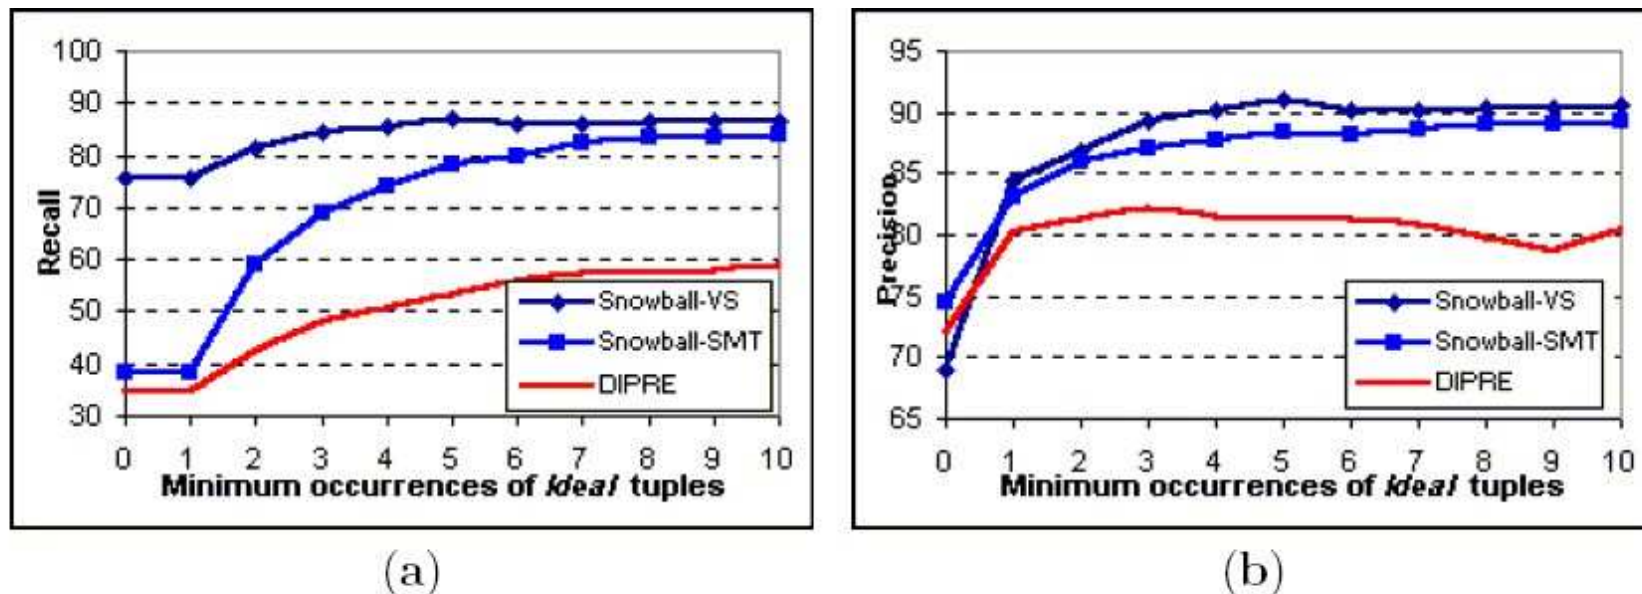 100
90
80
70
60
50
40
30
Recall
Snowball-VS
Snowball-SMT
DIPRE
0 1 2 3 4 5 6 7 8 9 10
Minimum occurrences of Ideal tuples
(a)
95
90
85
80
75
70
65
Precision
Snowball-VS
Snowball-SMT
DIPRE
0 1 2 3 4 5 6 7 8 9 10
Minimum occurrences of Ideal tuples
(b)